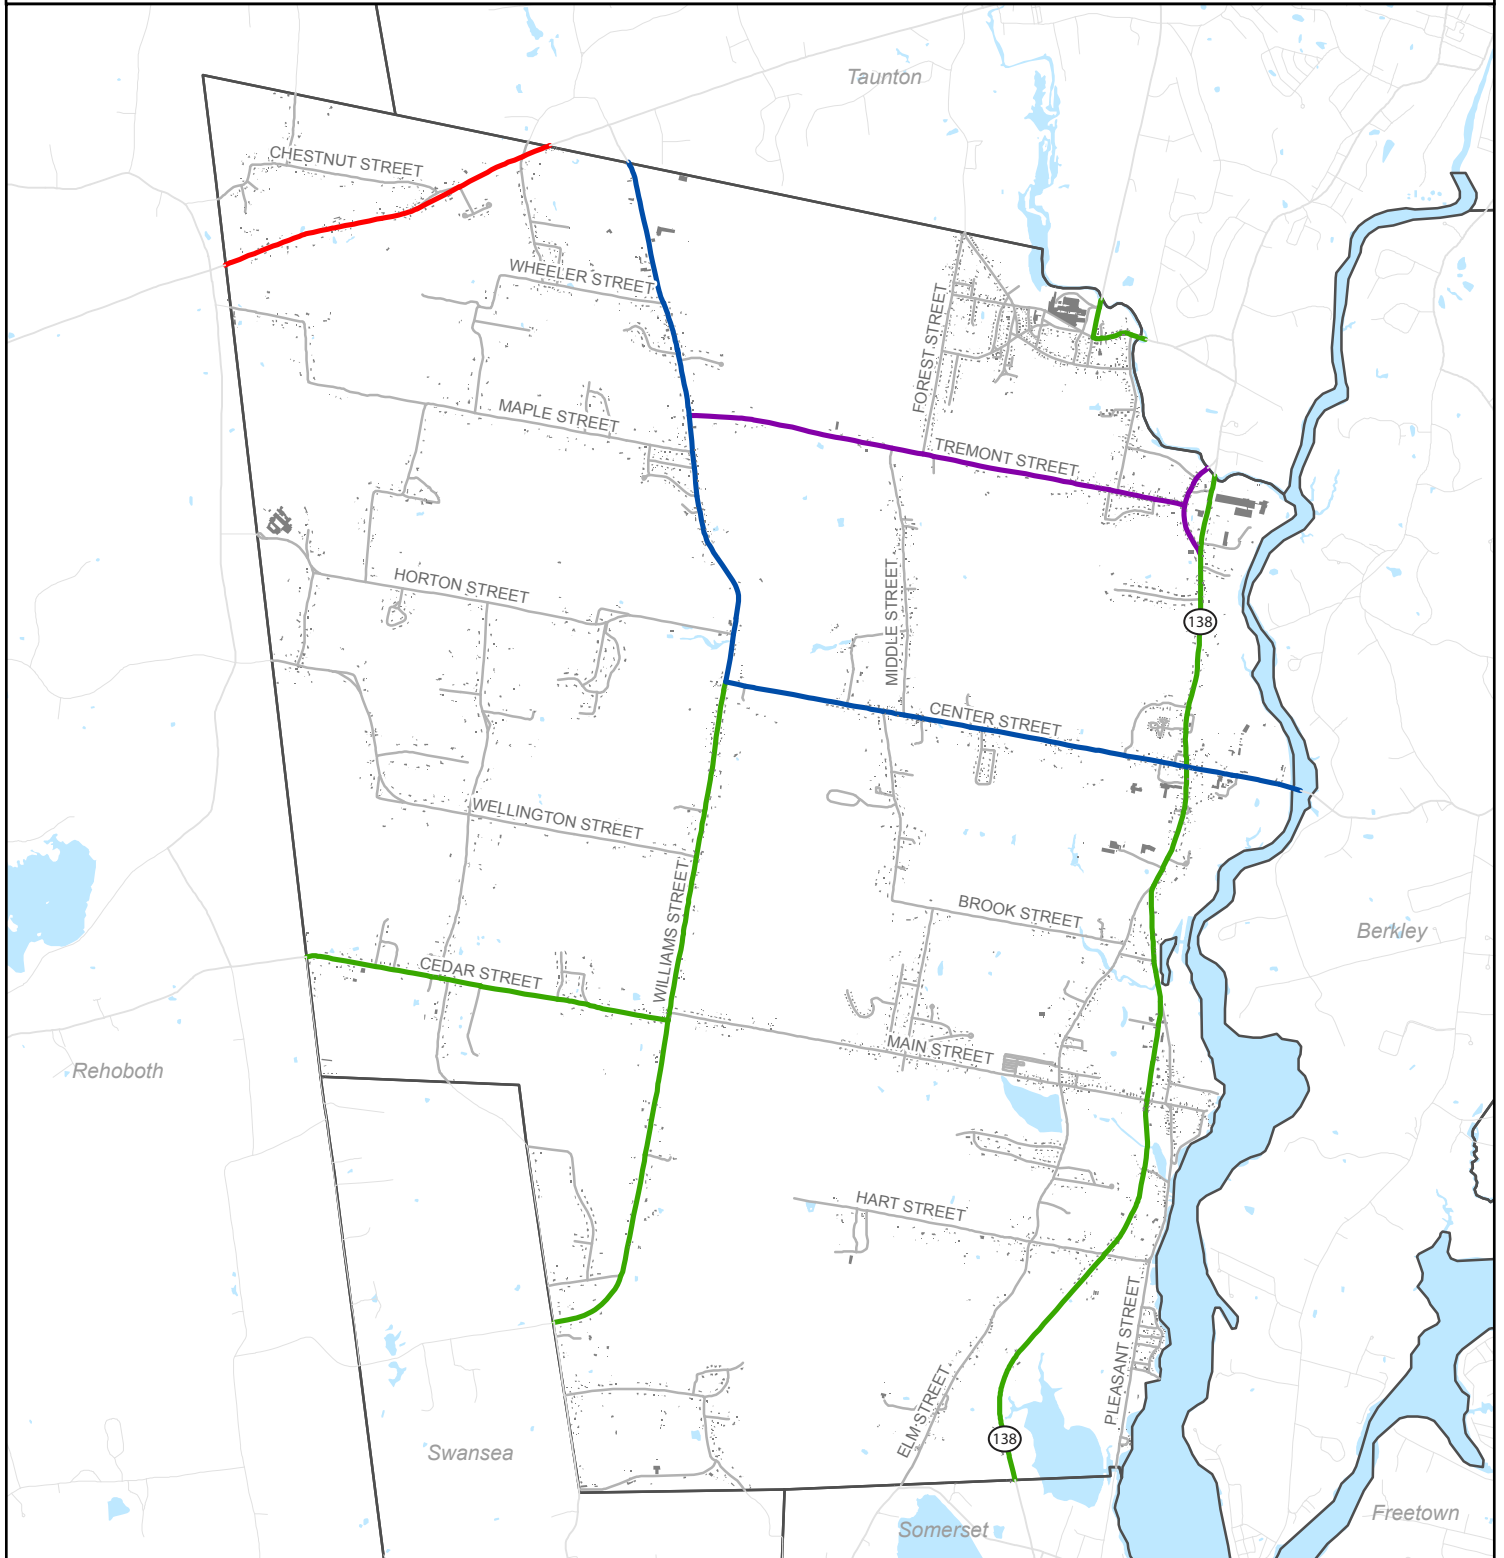 Taunton
CHESTNUT STREET
WHEELER STREET
FOREST STREET
MAPLE STREET
TREMONT STREET
HORTON STREET
MIDDLE STREET
138
CENTER STREET
WELLINGTON STREET
WILLIAMS STREET
BROOK STREET
Berkley
CEDAR STREET
MAIN STREET
Rehoboth
HART STREET
PLEASANT STREET
ELM STREET
138
Swansea
Somerset
Freetown